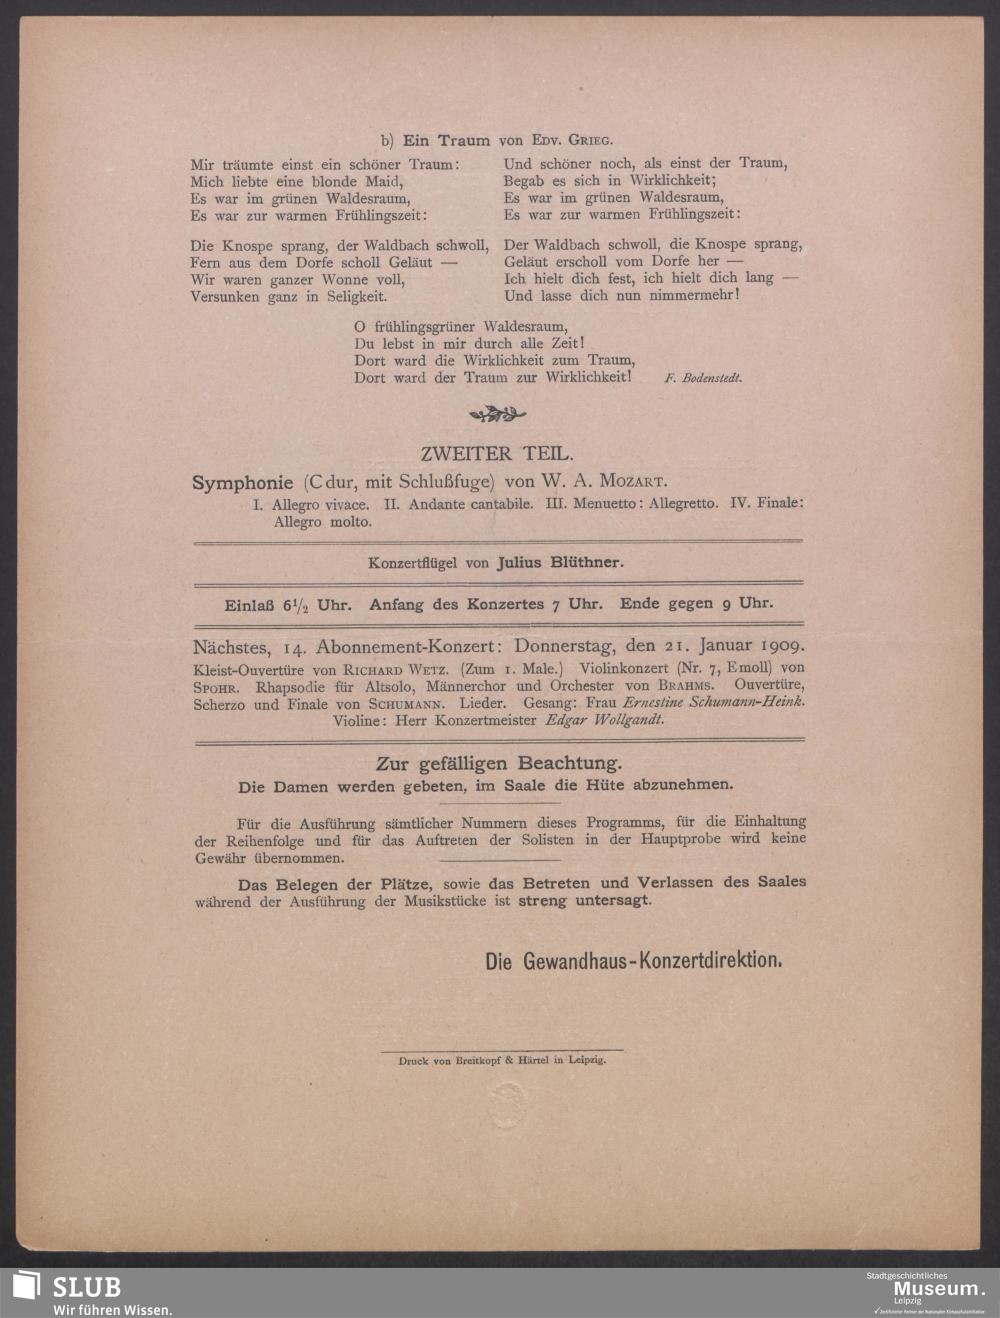 b) Ein Traum von Edv. Grieg.
Mir träumte einst ein schöner Traum:
Mich liebte eine blonde Maid,
Es war im grünen Waldesraum,
Es war zur warmen Frühlingszeit:
Die Knospe sprang, der Waldbach schwoll,
Fern aus dem Dorfe scholl Geläut —
Wir waren ganzer Wonne voll,
Versunken ganz in Seligkeit.
Und schöner noch, als einst der Traum,
Begab es sich in Wirklichkeit;
Es war im grünen Waldesraum,
Es war zur warmen Frühlingszeit:
Der Waldbach schwoll, die Knospe sprang,
Geläut erscholl vom Dorfe her —
Ich hielt dich fest, ich hielt dich lang —
Und lasse dich nun nimmermehr!
O frühlingsgrüner Waldesraum,
Du lebst in mir durch alle Zeit!
Dort ward die Wirklichkeit zum Traum,
Dort ward der Traum zur Wirklichkeit! F. Bodenstedt.
ZWEITER TEIL.
Symphonie (C dur, mit Schlußfuge) von W. A. Mozart.
I. Allegro vivace. II. Andante cantabile. III. Menuetto: Allegretto. IV. Finale:
Allegro molto.
Konzertflügel von Julius Blüthner.
Einlaß 6½ Uhr. Anfang des Konzertes 7 Uhr. Ende gegen 9 Uhr.
Nächstes, 14. Abonnement-Konzert: Donnerstag, den 21. Januar 1909.
Kleist-Ouvertüre von Richard Wetz. (Zum 1. Male.) Violinkonzert (Nr. 7, Emoll) von
Spohr. Rhapsodie für Altsolo, Männerchor und Orchester von Brahms. Ouvertüre,
Scherzo und Finale von Schumann. Lieder. Gesang: Frau Ernestine Schumann-Heink.
Violine: Herr Konzertmeister Edgar Wollgandt.
Zur gefälligen Beachtung.
Die Damen werden gebeten, im Saale die Hüte abzunehmen.
Für die Ausführung sämtlicher Nummern dieses Programms, für die Einhaltung
der Reihenfolge und für das Auftreten der Solisten in der Hauptprobe wird keine
Gewähr übernommen.
Das Belegen der Plätze, sowie das Betreten und Verlassen des Saales
während der Ausführung der Musikstücke ist streng untersagt.
Die Gewandhaus-Konzertdirektion.
Druck von Breitkopf & Härtel in Leipzig.
SLUB
Wir führen Wissen.
Stadtgeschichtliches
Museum.
Leipzig
Zertifizierter Partner der Nationalen Klimaschutzinitiative